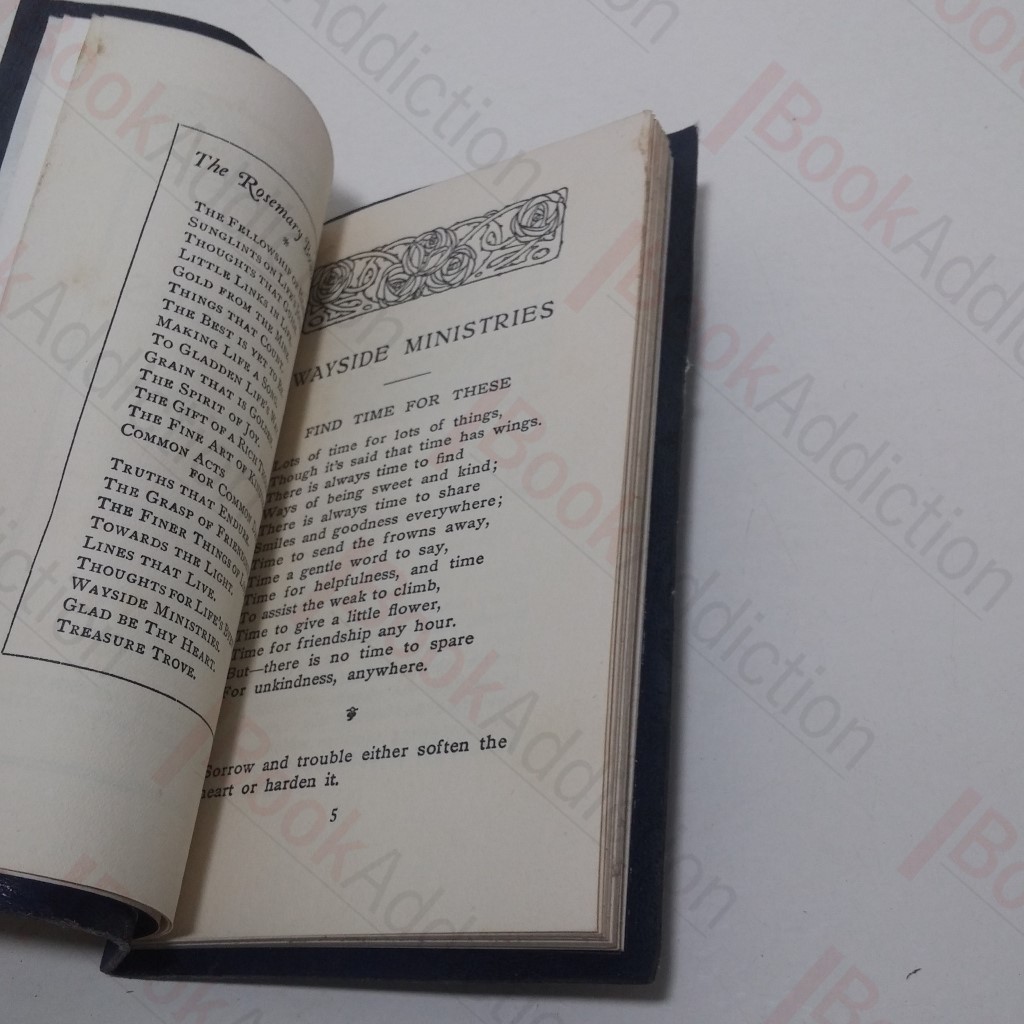 The Rosemary
THE FELLOWSHIP OF
SUNGLINTS ON LIFE'S
THOUGHTS THAT
LITTLE LINKS IN
GOLD FROM THE MINE.
THINGS THAT COUNT.
THE BEST IS YET TO BE.
MAKING LIFE A SONG.
TO GLADDEN LIFE'S
GRAIN THAT IS GOLDEN
THE SPIRIT OF JOY.
THE GIFT OF A RICH
THE FINE ART OF
COMMON ACTS
FOR COMMON
TRUTHS THAT ENDURE.
THE GRASP OF
THE FINER THINGS OF
TOWARDS THE LIGHT.
LINES THAT LIVE.
THOUGHTS FOR LIFE'S
WAYSIDE MINISTRIES.
GLAD BE THY HEART.
TREASURE TROVE.
WAYSIDE MINISTRIES
FIND TIME FOR THESE
Lots of time for lots of things,
Though it's said that time has wings.
There is always time to find
Ways of being sweet and kind;
There is always time to share
Smiles and goodness everywhere;
Time to send the frowns away,
Time a gentle word to say,
Time for helpfulness, and time
To assist the weak to climb,
Time to give a little flower,
Time for friendship any hour.
But—there is no time to spare
For unkindness, anywhere.
Sorrow and trouble either soften the
heart or harden it.
5
BookAddiction